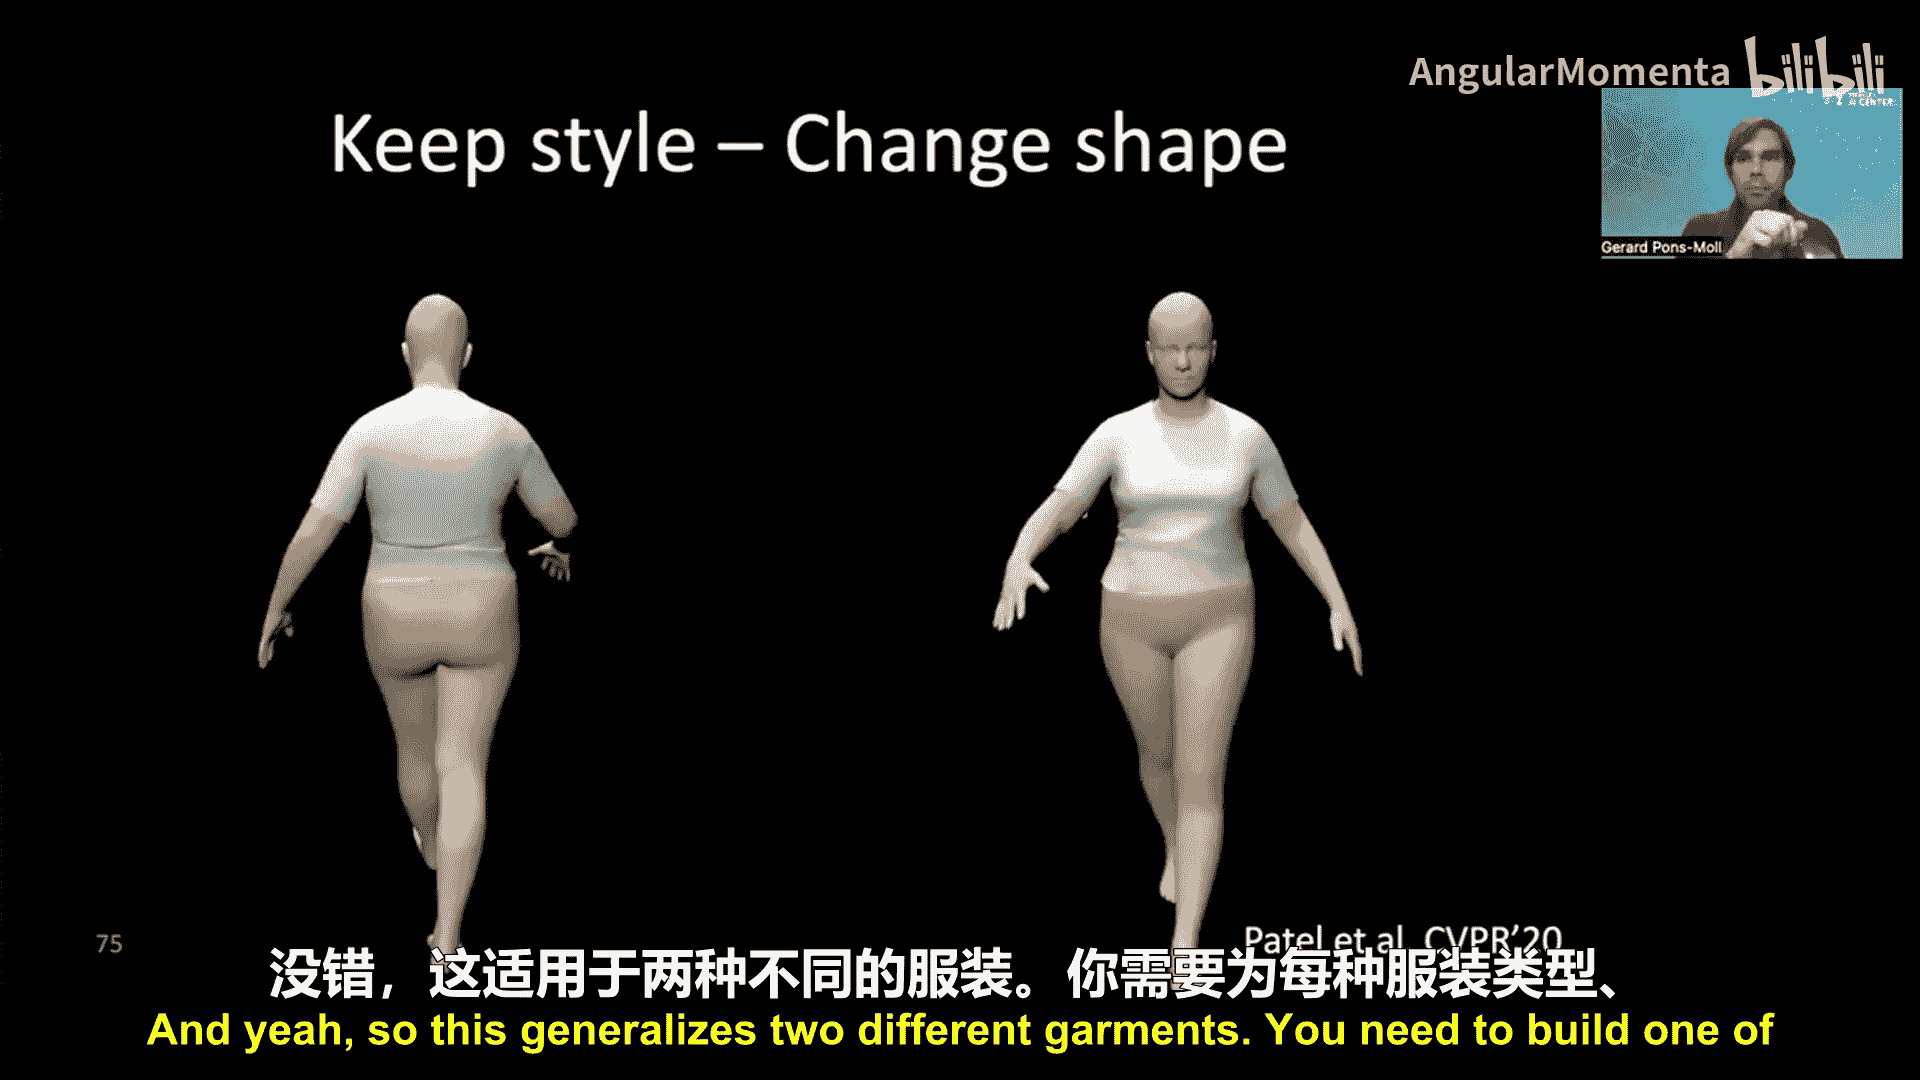 AngularMomenta bilibili
AI CENTER
Keep style – Change shape
Gerard Pons-Moll
75
Patel et al. CVPR'20
没错，这适用于两种不同的服装。你需要为每种服装类型、
And yeah, so this generalizes two different garments. You need to build one of